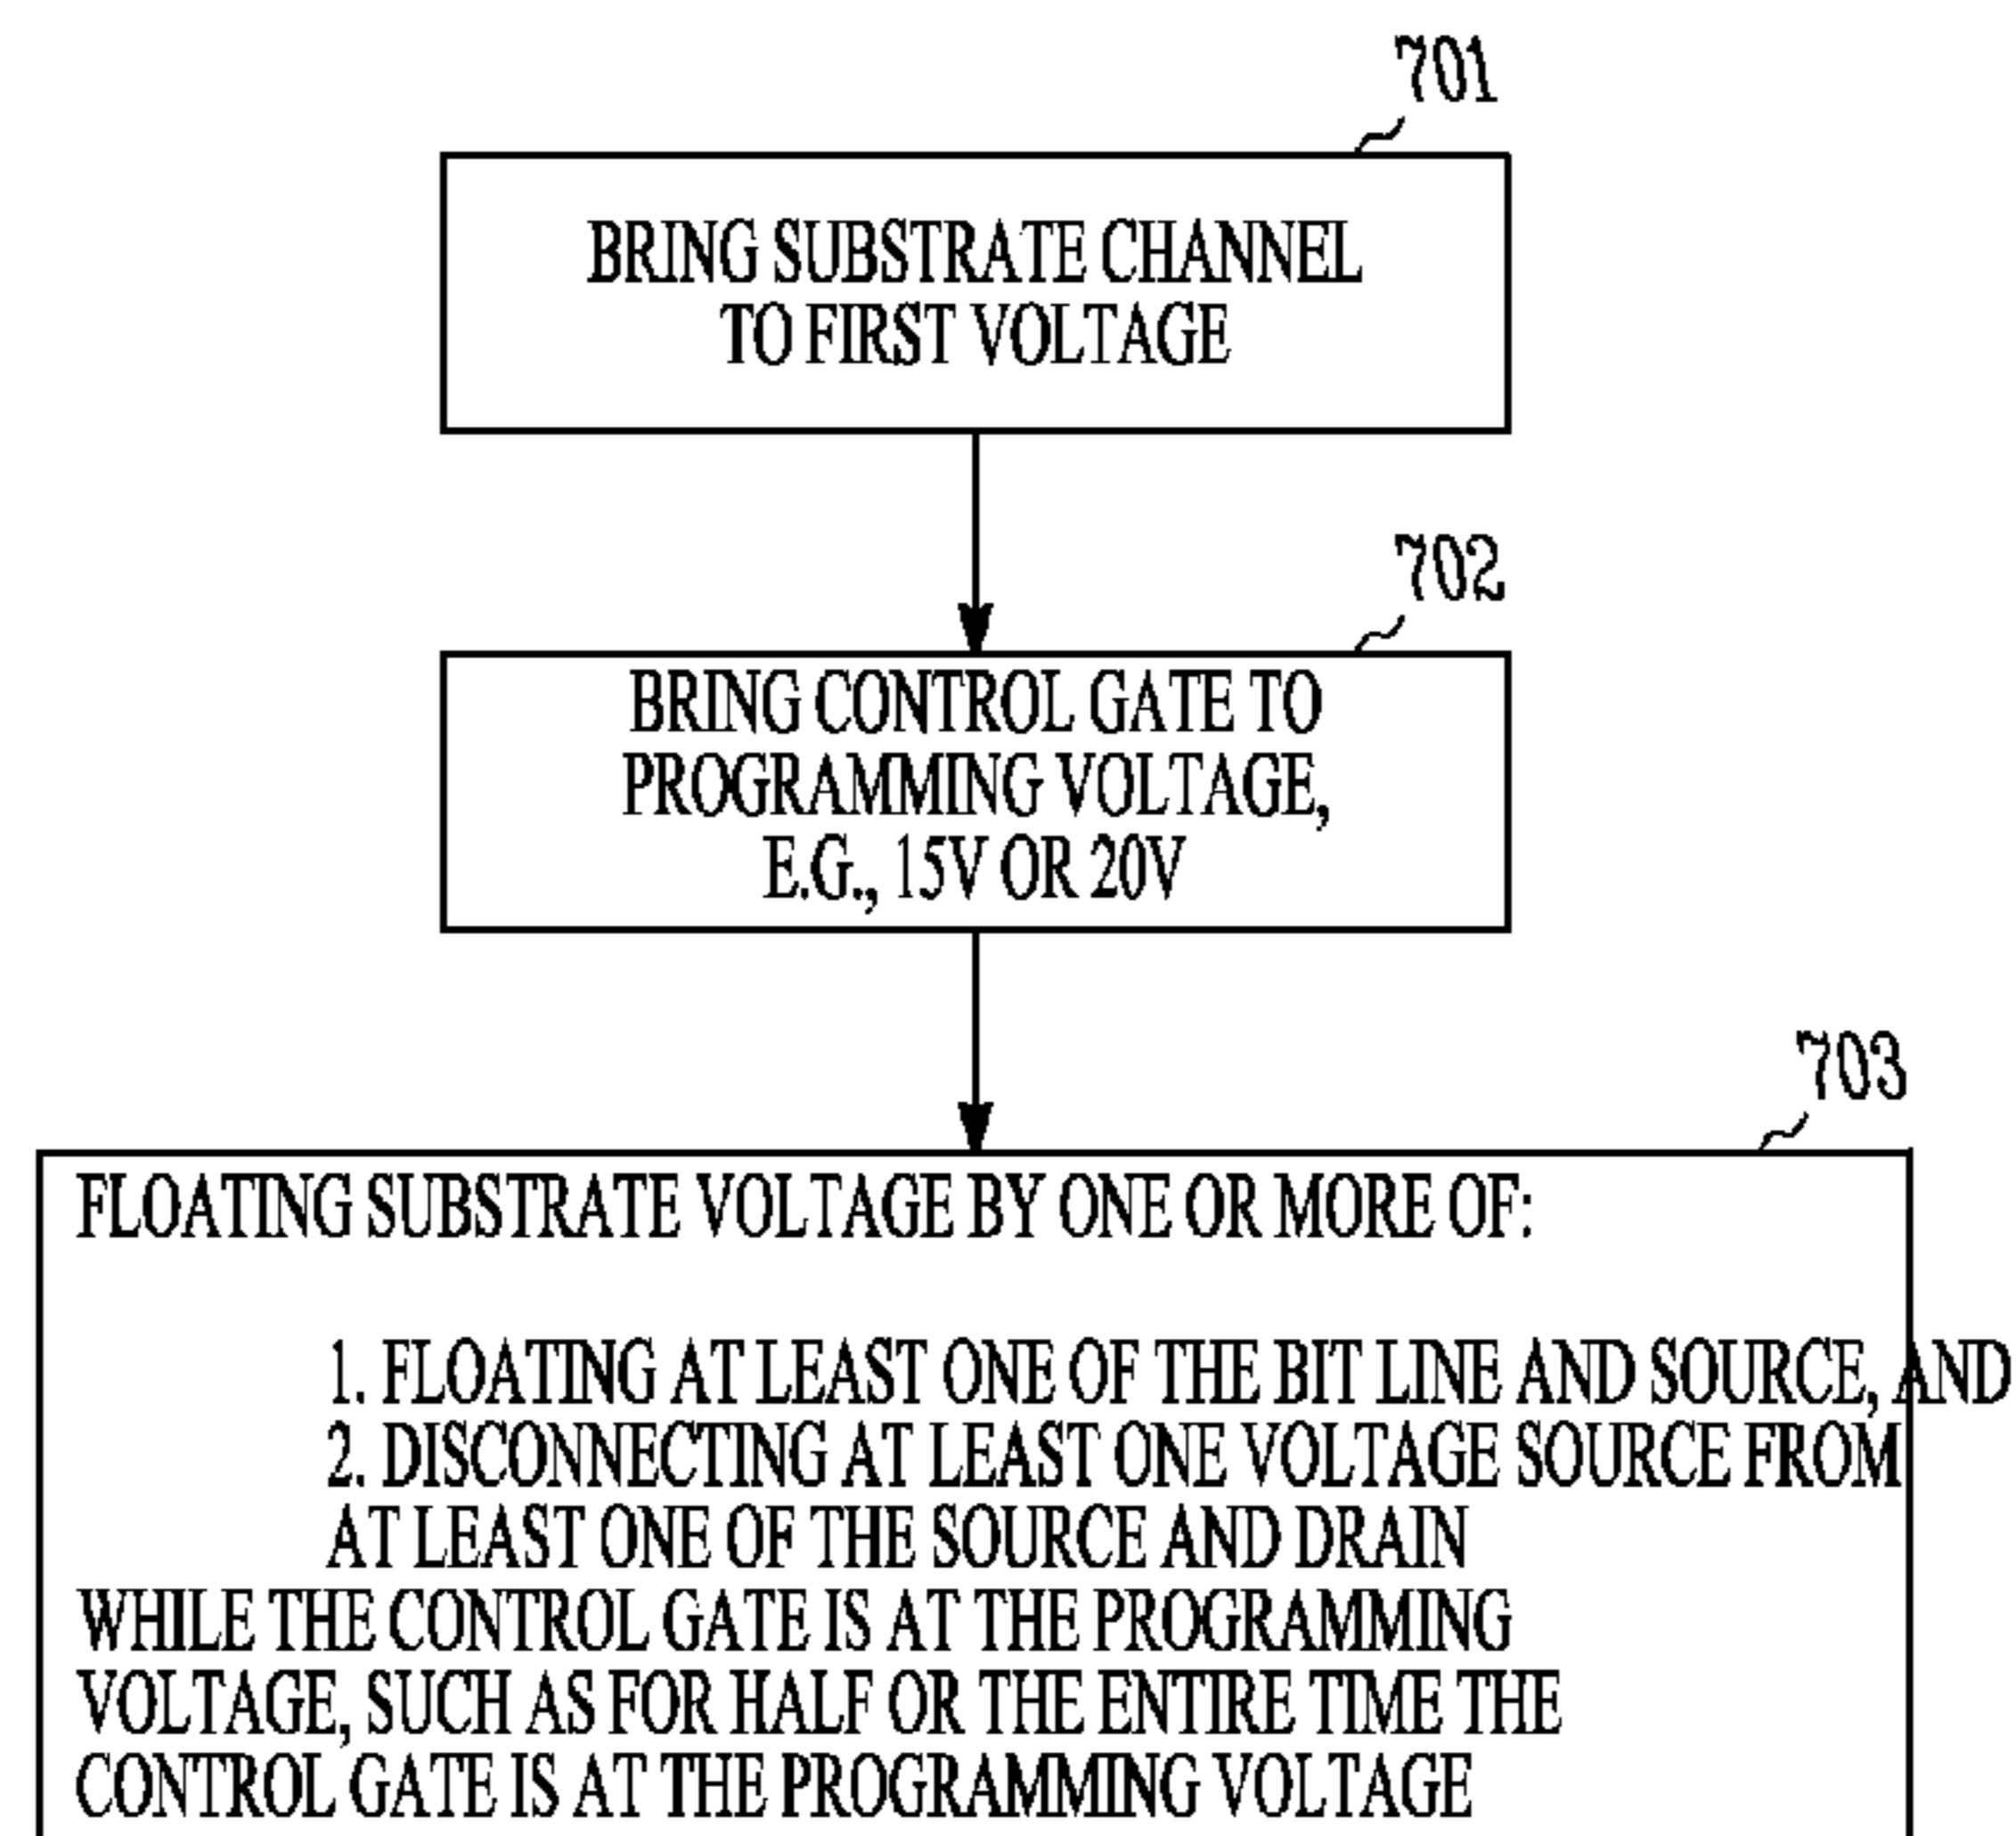 701
BRING SUBSTRATE CHANNEL
TO FIRST VOLTAGE
702
BRING CONTROL GATE TO
PROGRAMMING VOLTAGE,
E.G., 15V OR 20V
703
FLOATING SUBSTRATE VOLTAGE BY ONE OR MORE OF:
1. FLOATING AT LEAST ONE OF THE BIT LINE AND SOURCE, AND
2. DISCONNECTING AT LEAST ONE VOLTAGE SOURCE FROM
AT LEAST ONE OF THE SOURCE AND DRAIN
WHILE THE CONTROL GATE IS AT THE PROGRAMMING
VOLTAGE, SUCH AS FOR HALF OR THE ENTIRE TIME THE
CONTROL GATE IS AT THE PROGRAMMING VOLTAGE